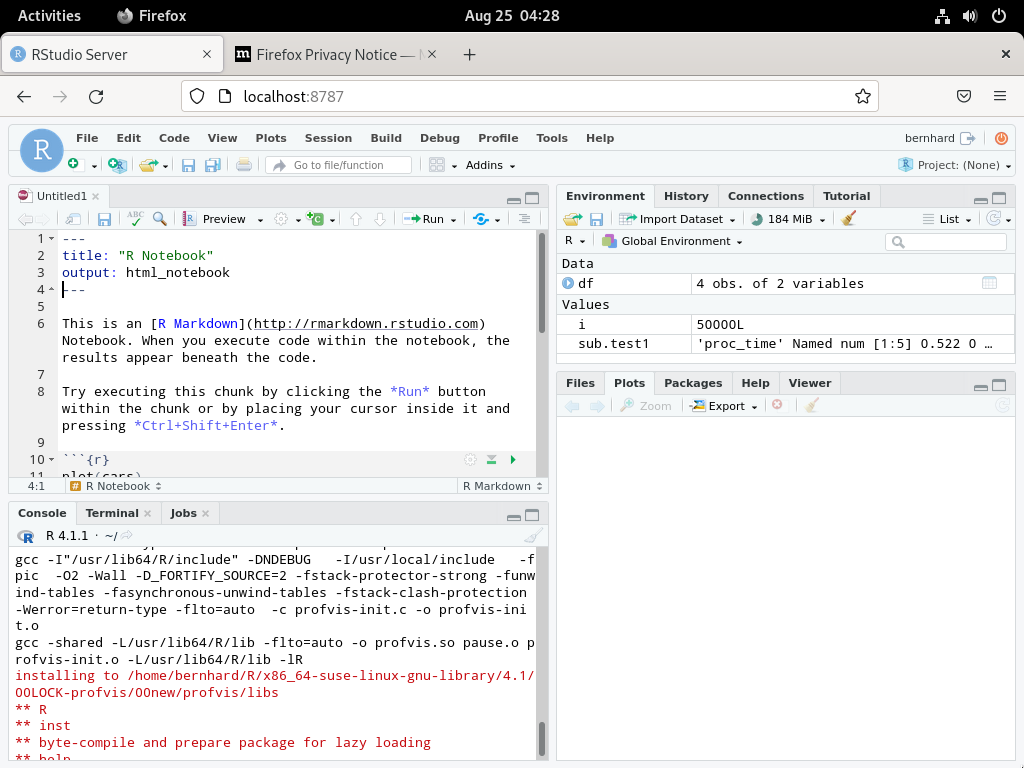 Activities
Firefox
Aug 25 04:28
RStudio Server
Firefox Privacy Notice —
localhost:8787
File Edit Code View Plots Session Build Debug Profile Tools Help
bernhard
Go to file/function
Addins
Project: (None)
Untitled1
Preview
Run
1 ---
2 title: "R Notebook"
3 output: html_notebook
4 ---
5
6 This is an [R Markdown](http://rmarkdown.rstudio.com)
Notebook. When you execute code within the notebook, the
results appear beneath the code.
7
8 Try executing this chunk by clicking the *Run* button
within the chunk or by placing your cursor inside it and
pressing *Ctrl+Shift+Enter*.
9
10 ```{r}
11 plot(cars)
4:1
R Notebook
R Markdown
Console Terminal Jobs
R 4.1.1 · ~/
gcc -I"/usr/lib64/R/include" -DNDEBUG   -I/usr/local/include   -f
pic  -O2 -Wall -D_FORTIFY_SOURCE=2 -fstack-protector-strong -funw
ind-tables -fasynchronous-unwind-tables -fstack-clash-protection
-Werror=return-type -flto=auto  -c profvis-init.c -o profvis-ini
t.o
gcc -shared -L/usr/lib64/R/lib -flto=auto -o profvis.so pause.o p
rofvis-init.o -L/usr/lib64/R/lib -lR
installing to /home/bernhard/R/x86_64-suse-linux-gnu-library/4.1/
00LOCK-profvis/00new/profvis/libs
** R
** inst
** byte-compile and prepare package for lazy loading
** help
Environment History Connections Tutorial
Import Dataset
184 MiB
List
R
Global Environment
Data
df 4 obs. of 2 variables
Values
i 50000L
sub.test1 'proc_time' Named num [1:5] 0.522 0 …
Files Plots Packages Help Viewer
Zoom
Export